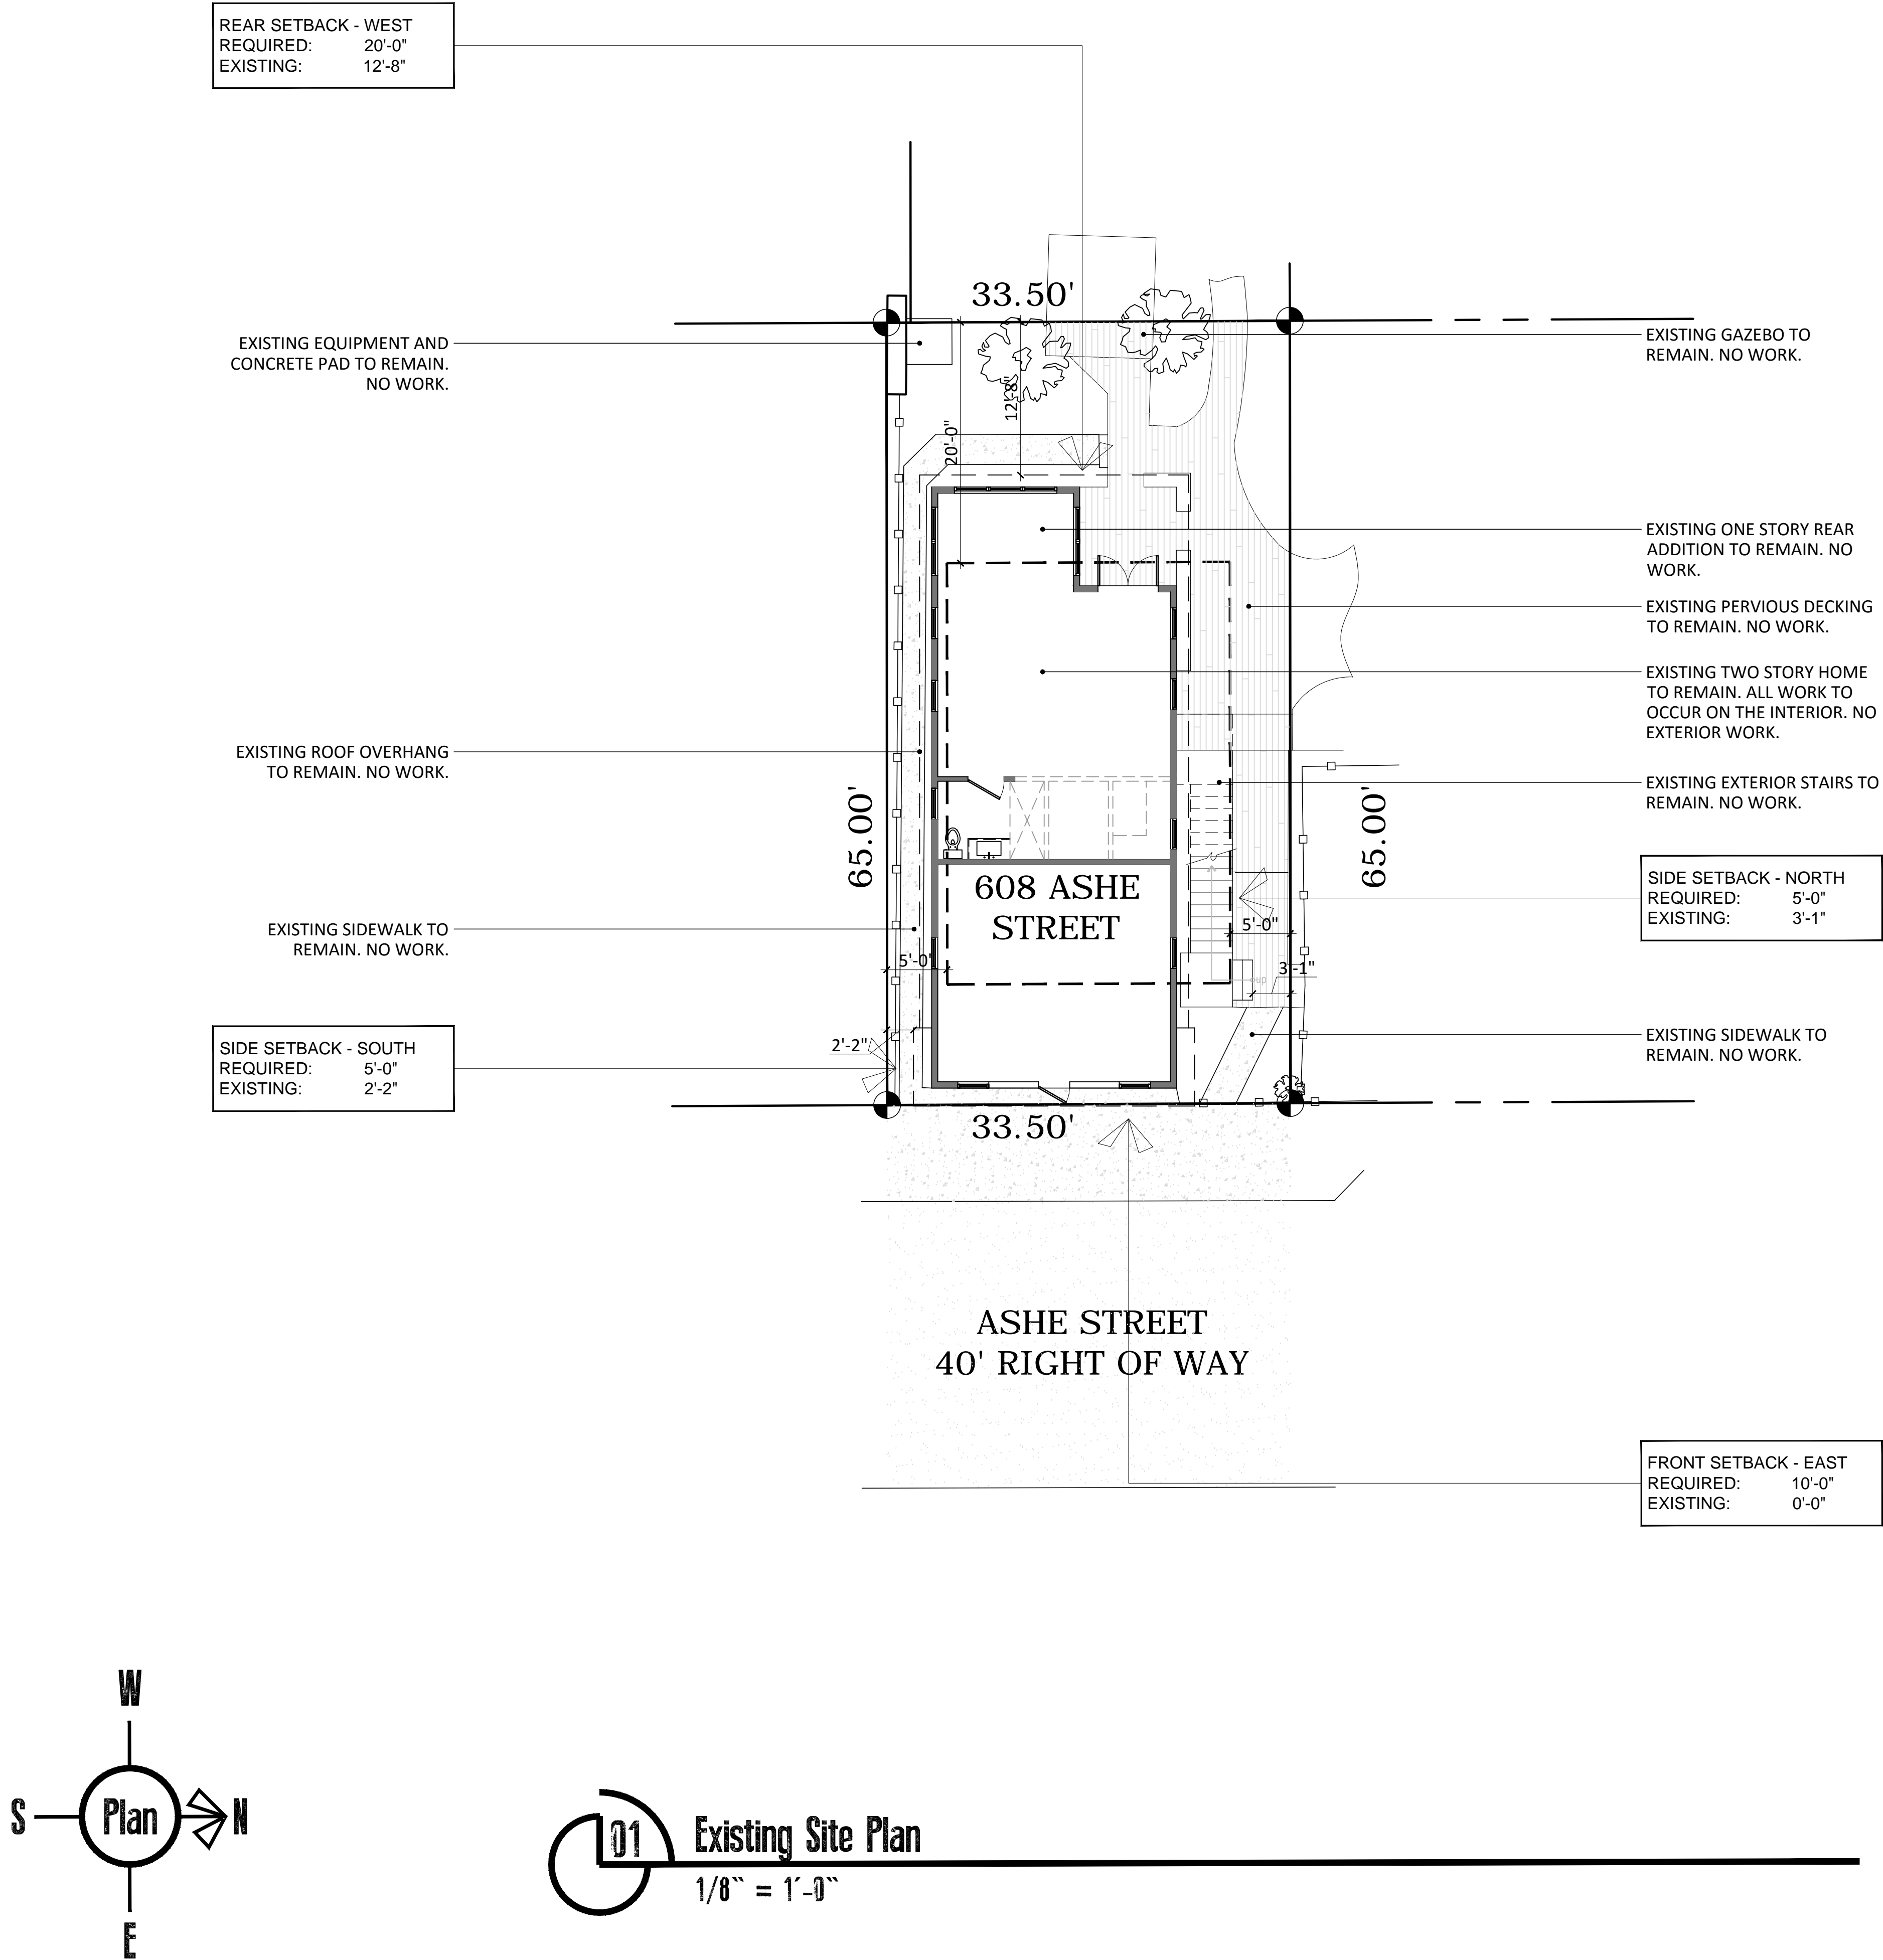 REAR SETBACK - WEST
REQUIRED: 20'-0"
EXISTING: 12'-8"
33.50'
EXISTING EQUIPMENT AND
CONCRETE PAD TO REMAIN.
NO WORK.
EXISTING GAZEBO TO
REMAIN. NO WORK.
12'-8"
20'-0"
EXISTING ONE STORY REAR
ADDITION TO REMAIN. NO
WORK.
EXISTING PERVIOUS DECKING
TO REMAIN. NO WORK.
EXISTING TWO STORY HOME
TO REMAIN. ALL WORK TO
OCCUR ON THE INTERIOR. NO
EXTERIOR WORK.
EXISTING ROOF OVERHANG
TO REMAIN. NO WORK.
EXISTING EXTERIOR STAIRS TO
REMAIN. NO WORK.
65.00'
65.00'
608 ASHE
STREET
SIDE SETBACK - NORTH
REQUIRED: 5'-0"
EXISTING: 3'-1"
EXISTING SIDEWALK TO
REMAIN. NO WORK.
5'-0"
5'-0"
3'-1"
up
SIDE SETBACK - SOUTH
REQUIRED: 5'-0"
EXISTING: 2'-2"
2'-2"
EXISTING SIDEWALK TO
REMAIN. NO WORK.
33.50'
ASHE STREET
40' RIGHT OF WAY
FRONT SETBACK - EAST
REQUIRED: 10'-0"
EXISTING: 0'-0"
W
S
Plan
N
E
01
Existing Site Plan
1/8" = 1'-0"